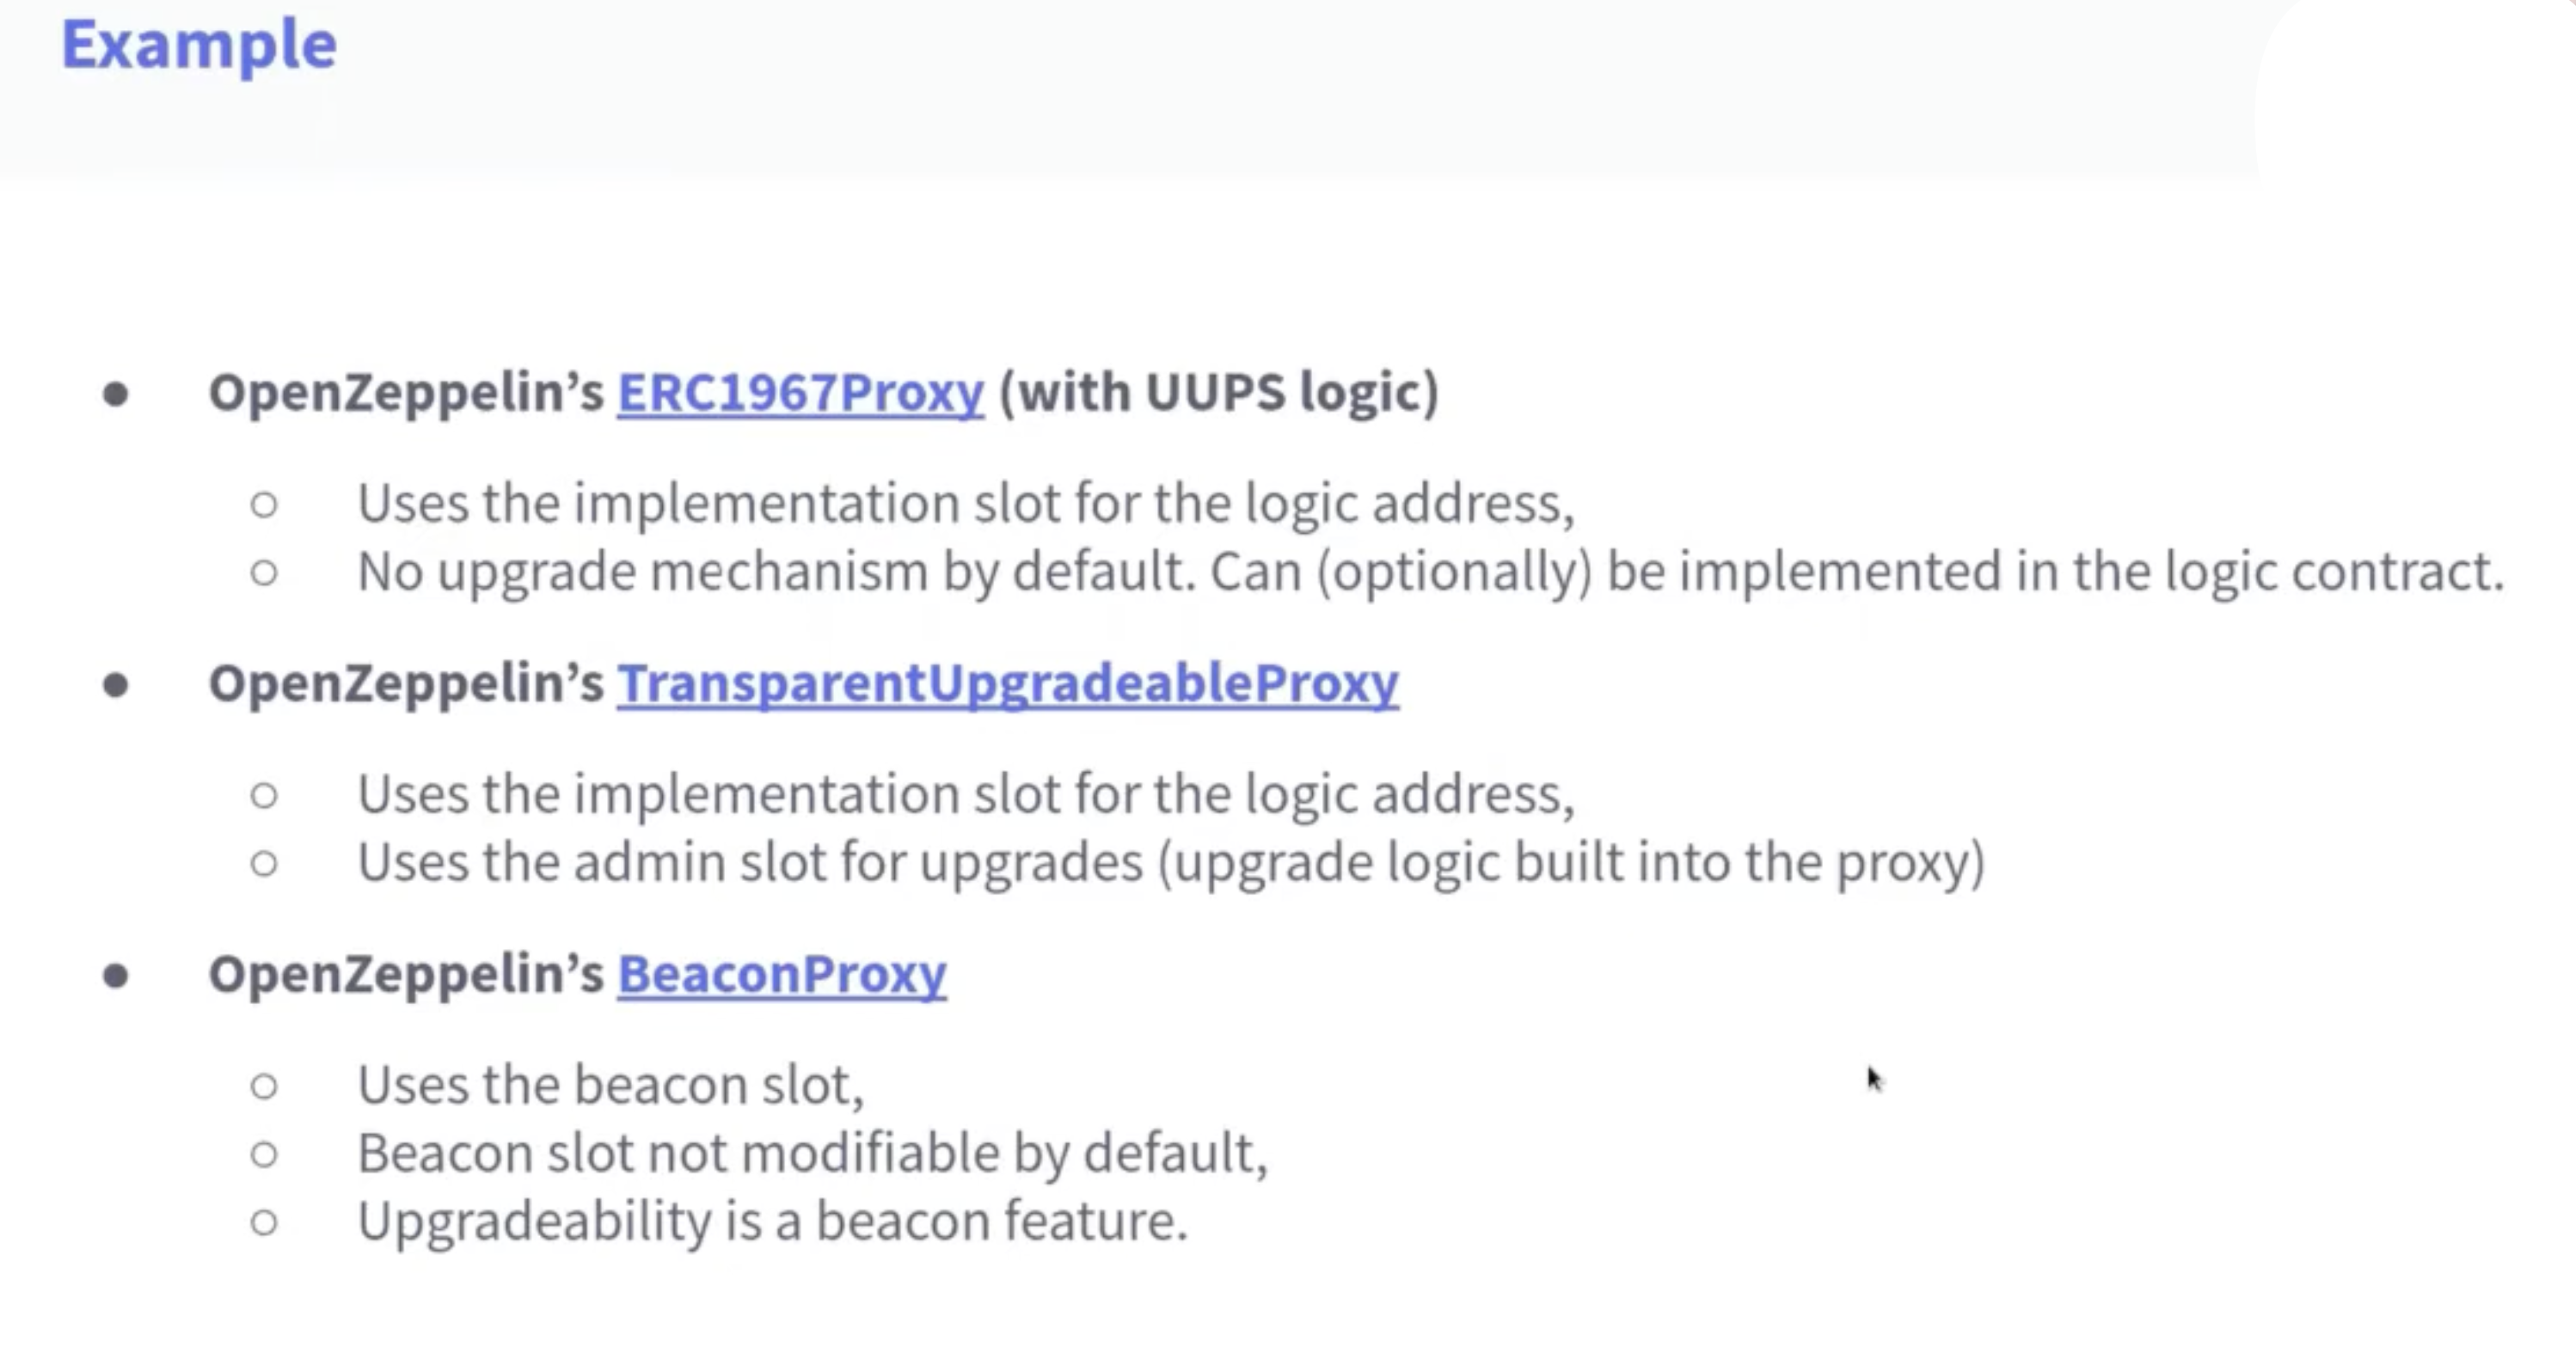 Example
● OpenZeppelin’s ERC1967Proxy (with UUPS logic)
○ Uses the implementation slot for the logic address,
○ No upgrade mechanism by default. Can (optionally) be implemented in the logic contract.
● OpenZeppelin’s TransparentUpgradeableProxy
○ Uses the implementation slot for the logic address,
○ Uses the admin slot for upgrades (upgrade logic built into the proxy)
● OpenZeppelin’s BeaconProxy
○ Uses the beacon slot,
○ Beacon slot not modifiable by default,
○ Upgradeability is a beacon feature.